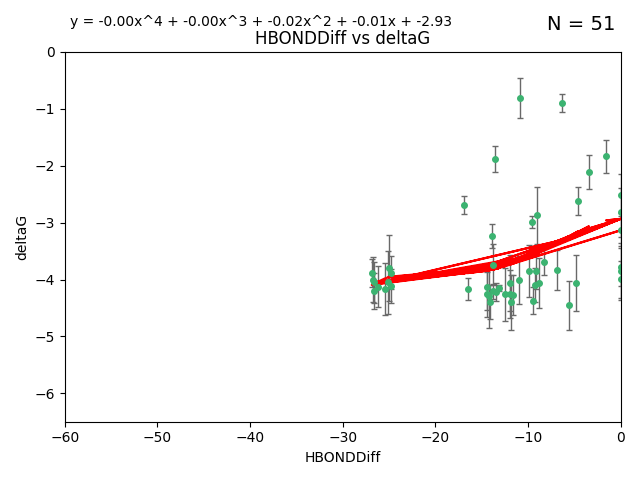 y = -0.00x^4 + -0.00x^3 + -0.02x^2 + -0.01x + -2.93
N = 51
HBONDDiff vs deltaG
0
−1
−2
−3
−4
−5
−6
deltaG
−60 −50 −40 −30 −20 −10 0
HBONDDiff